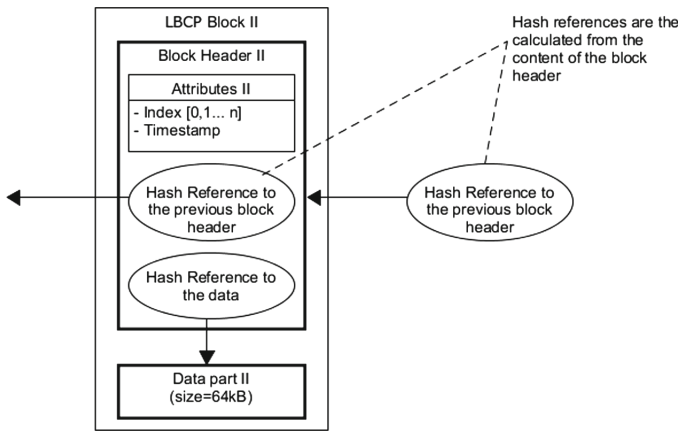 LBCP Block II
Block Header II
Attributes II
- Index [0,1... n]
- Timestamp
Hash Reference to
the previous block
header
Hash Reference to
the data
Data part II
(size=64kB)
Hash references are the
calculated from the
content of the block
header
Hash Reference to
the previous block
header